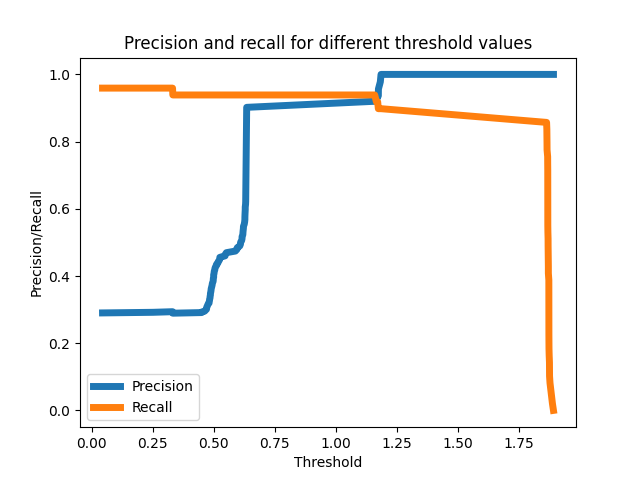 Precision and recall for different threshold values
1.0
0.8
0.6
0.4
0.2
0.0
Precision/Recall
Precision
Recall
0.00 0.25 0.50 0.75 1.00 1.25 1.50 1.75
Threshold